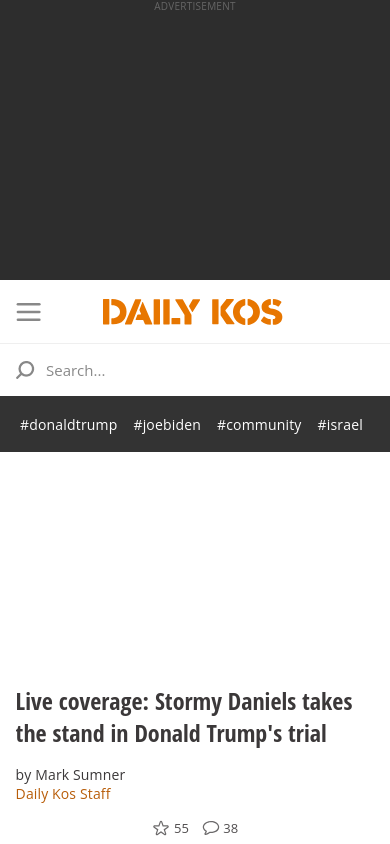 ADVERTISEMENT
DAILY KOS
Search...
#donaldtrump #joebiden #community #israel
Live coverage: Stormy Daniels takes
the stand in Donald Trump's trial
by Mark Sumner
Daily Kos Staff
55 38